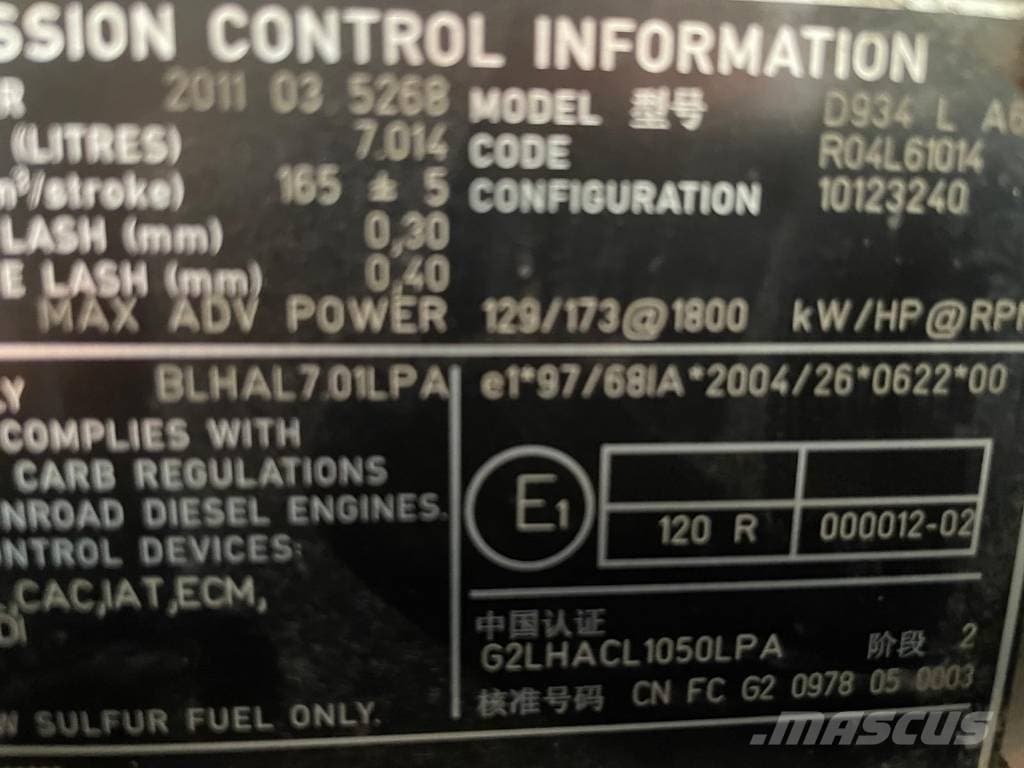 SSION CONTROL INFORMATION
R 2011 03 5268
(LITRES) 7.014
m³/stroke) 165 ± 5
LASH (mm) 0,30
E LASH (mm) 0,40
MODEL 型号 D934 L A6
CODE R04L61014
CONFIGURATION 10123240
MAX ADV POWER 129/173@1800 kW/HP@RPM
LY BLHAL7.01LPA
COMPLIES WITH
CARB REGULATIONS
NROAD DIESEL ENGINES.
ONTROL DEVICES:
,CAC,IAT,ECM,
DI
W SULFUR FUEL ONLY.
e1*97/68IA*2004/26*0622*00
E1
120 R 000012-02
中国认证
G2LHACL1050LPA 阶段 2
核准号码 CN FC G2 0978 05 0003
mascus